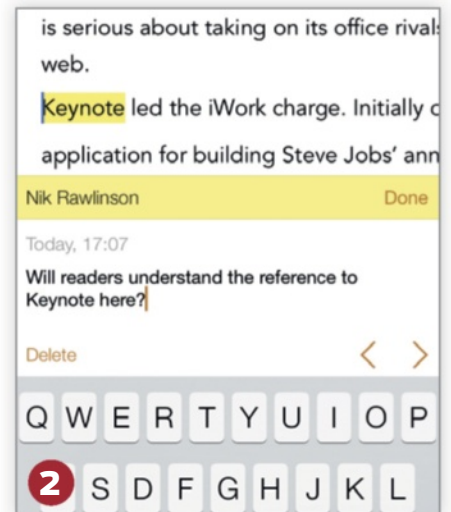 is serious about taking on its office rivals
web.
Keynote led the iWork charge. Initially
application for building Steve Jobs’ ann
Nik Rawlinson Done
Today, 17:07
Will readers understand the reference to
Keynote here?
Delete
Q W E R T Y U I O P
2 S D F G H J K L